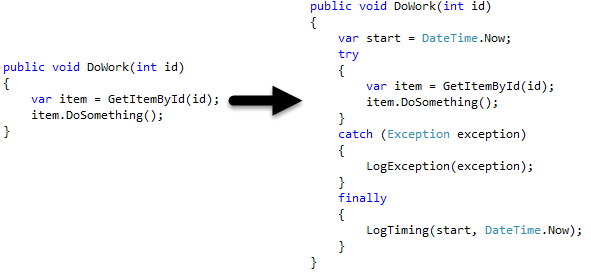 public void DoWork(int id)
{
    var item = GetItemById(id);
    item.DoSomething();
}
public void DoWork(int id)
{
    var start = DateTime.Now;
    try
    {
        var item = GetItemById(id);
        item.DoSomething();
    }
    catch (Exception exception)
    {
        LogException(exception);
    }
    finally
    {
        LogTiming(start, DateTime.Now);
    }
}